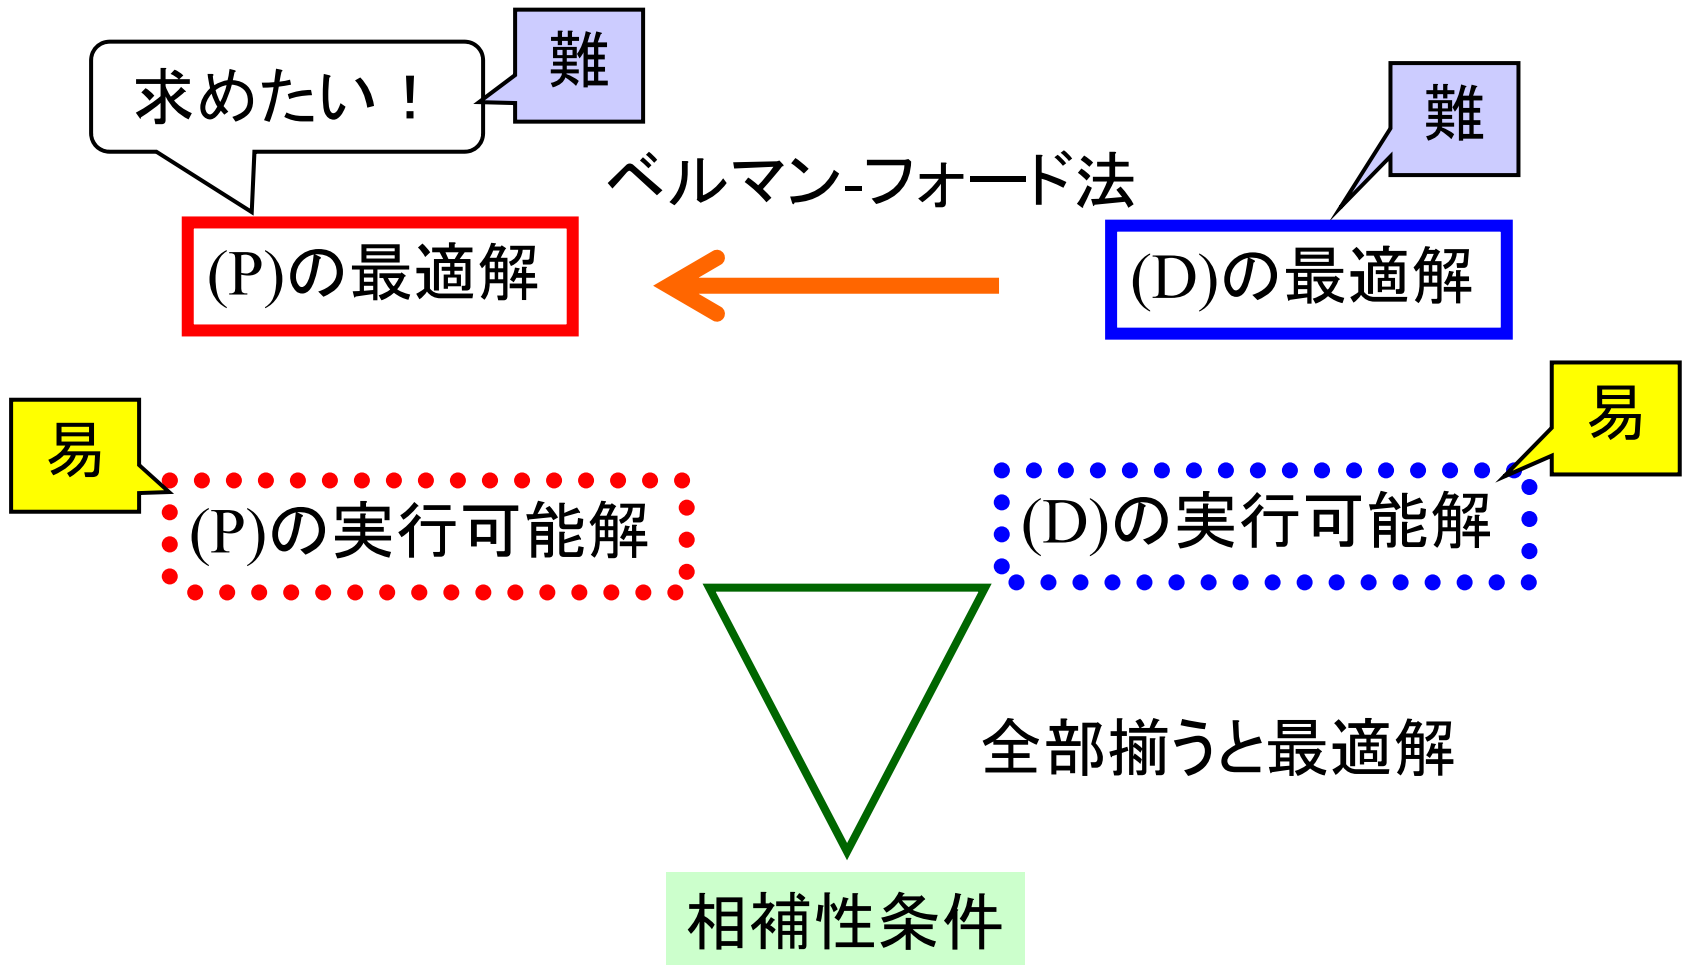 求めたい！
難
難
ベルマン-フォード法
(P)の最適解
(D)の最適解
易
易
(P)の実行可能解
(D)の実行可能解
全部揃うと最適解
相補性条件